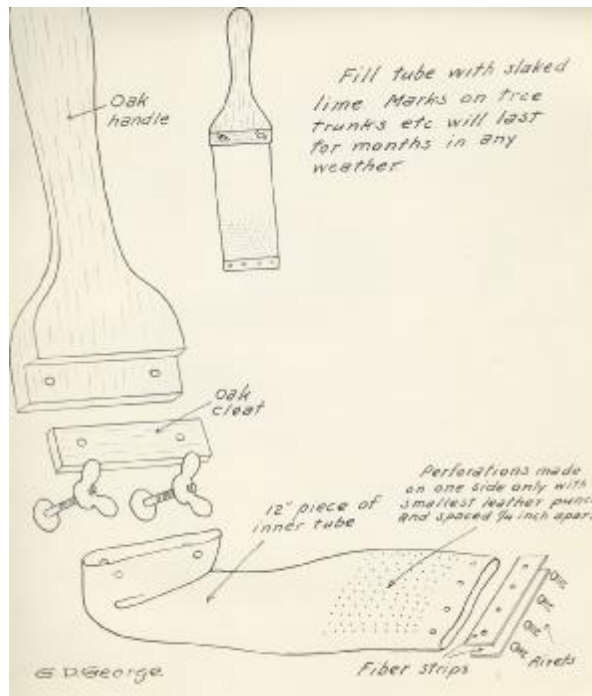 Fill tube with slaked
lime. Marks on tree
trunks etc will last
for months in any
weather
Oak
handle
Oak
cleat
Perforations made
on one side only with
smallest leather punch
and spaced ¼ inch apart
12" piece of
inner tube
G D. George
Fiber strips
Rivets